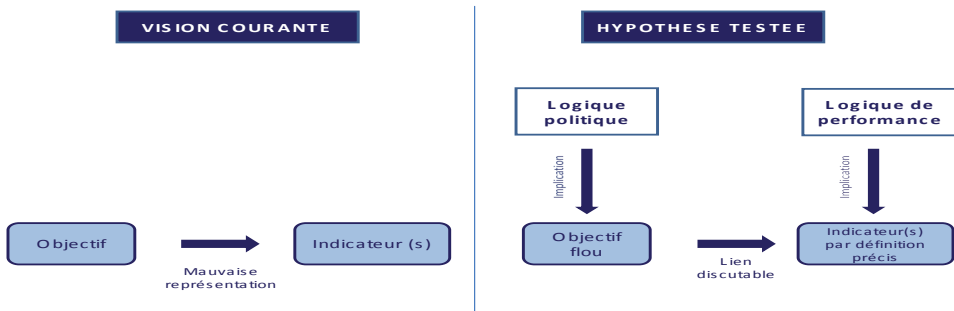 VISION COURANTE
Objectif
Mauvaise
représentation
Indicateur (s)
HYPOTHESE TESTEE
Logique
politique
Logique de
performance
Implication
Implication
Objectif
flou
Lien
discutable
Indicateur(s)
par définition
précis